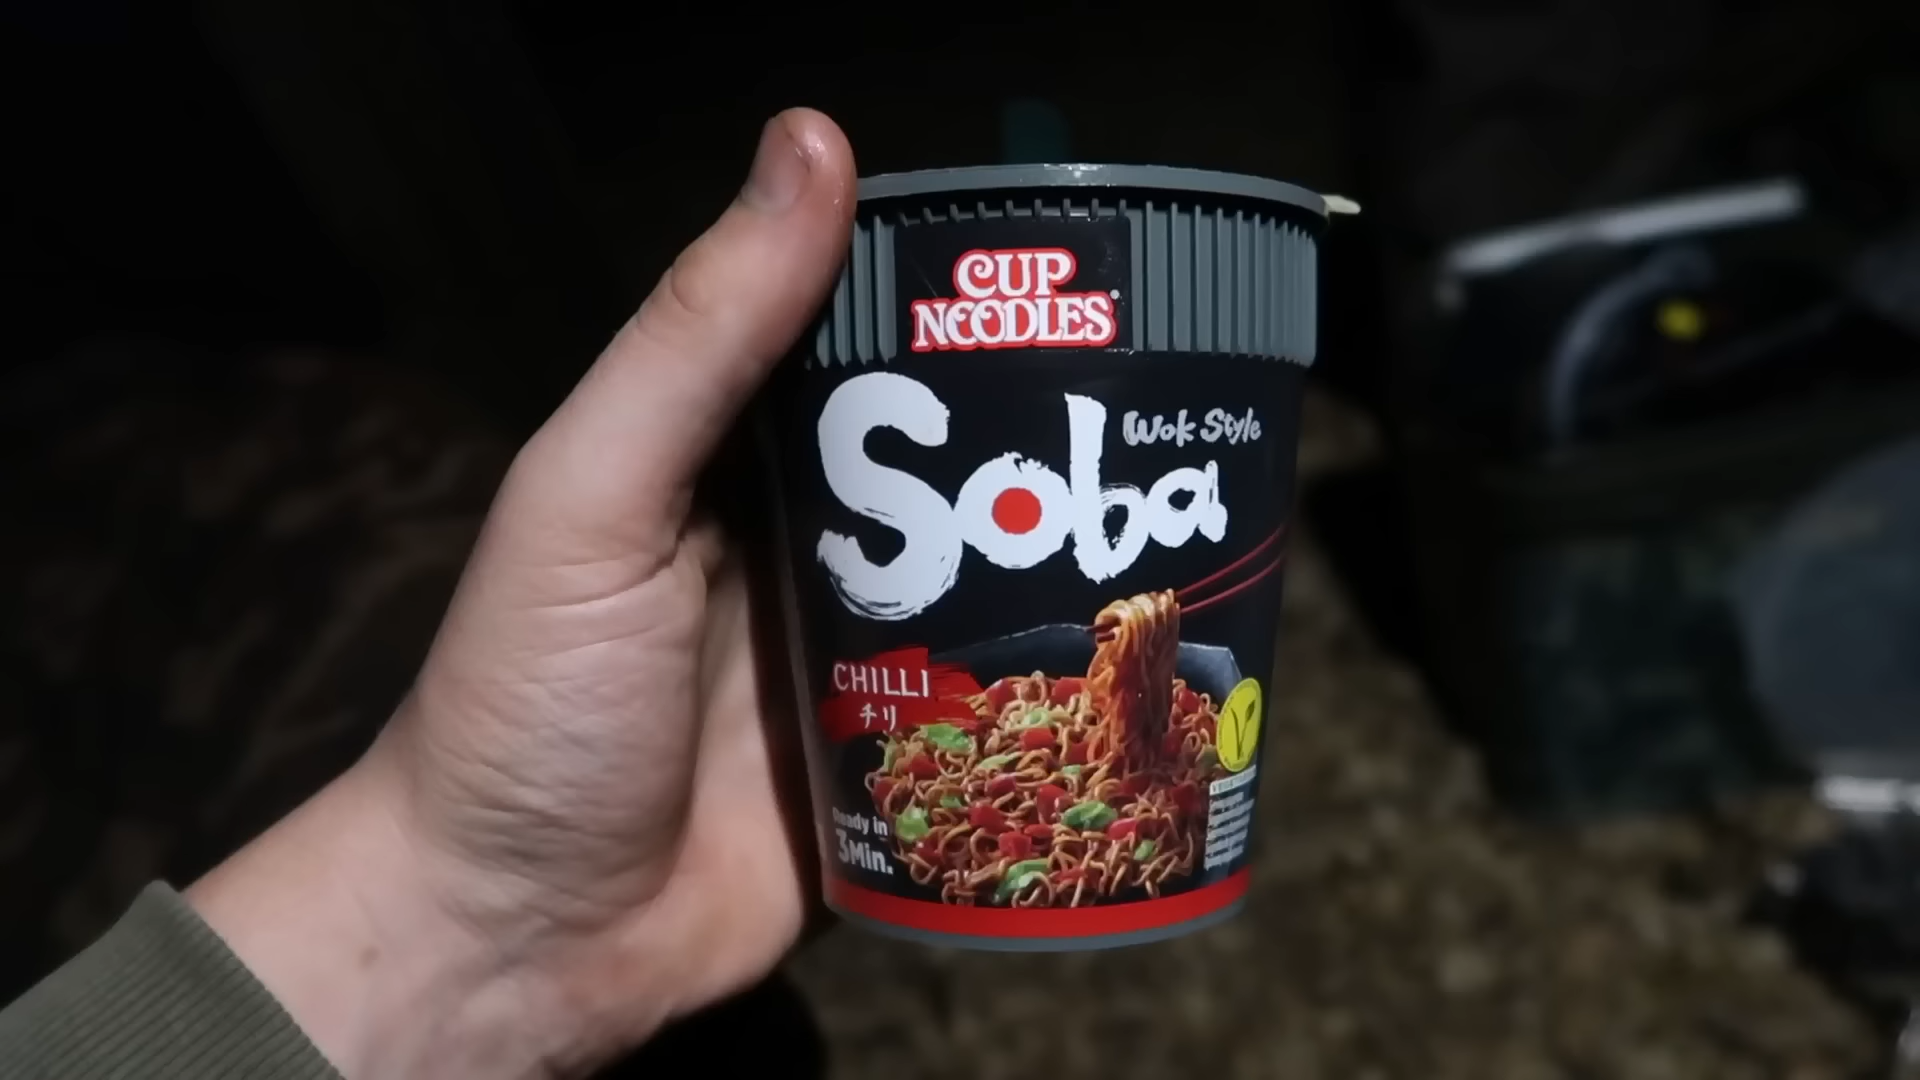 CUP
NOODLES®
Soba
Wok Style
CHILLI
チリ
Ready in
3Min.